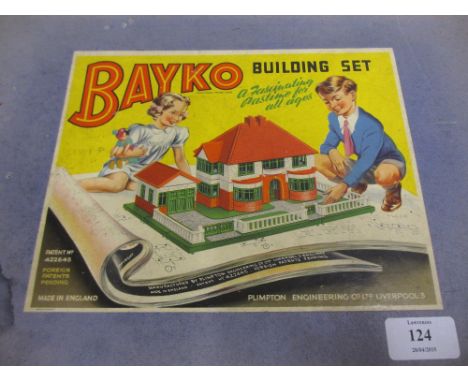 BAYKO
BUILDING SET
A Fascinating
Pastime for
all ages
PATENT Nº
422645
FOREIGN
PATENTS
PENDING
MADE IN ENGLAND
PLIMPTON ENGINEERING Cº LTD LIVERPOOL 3
124